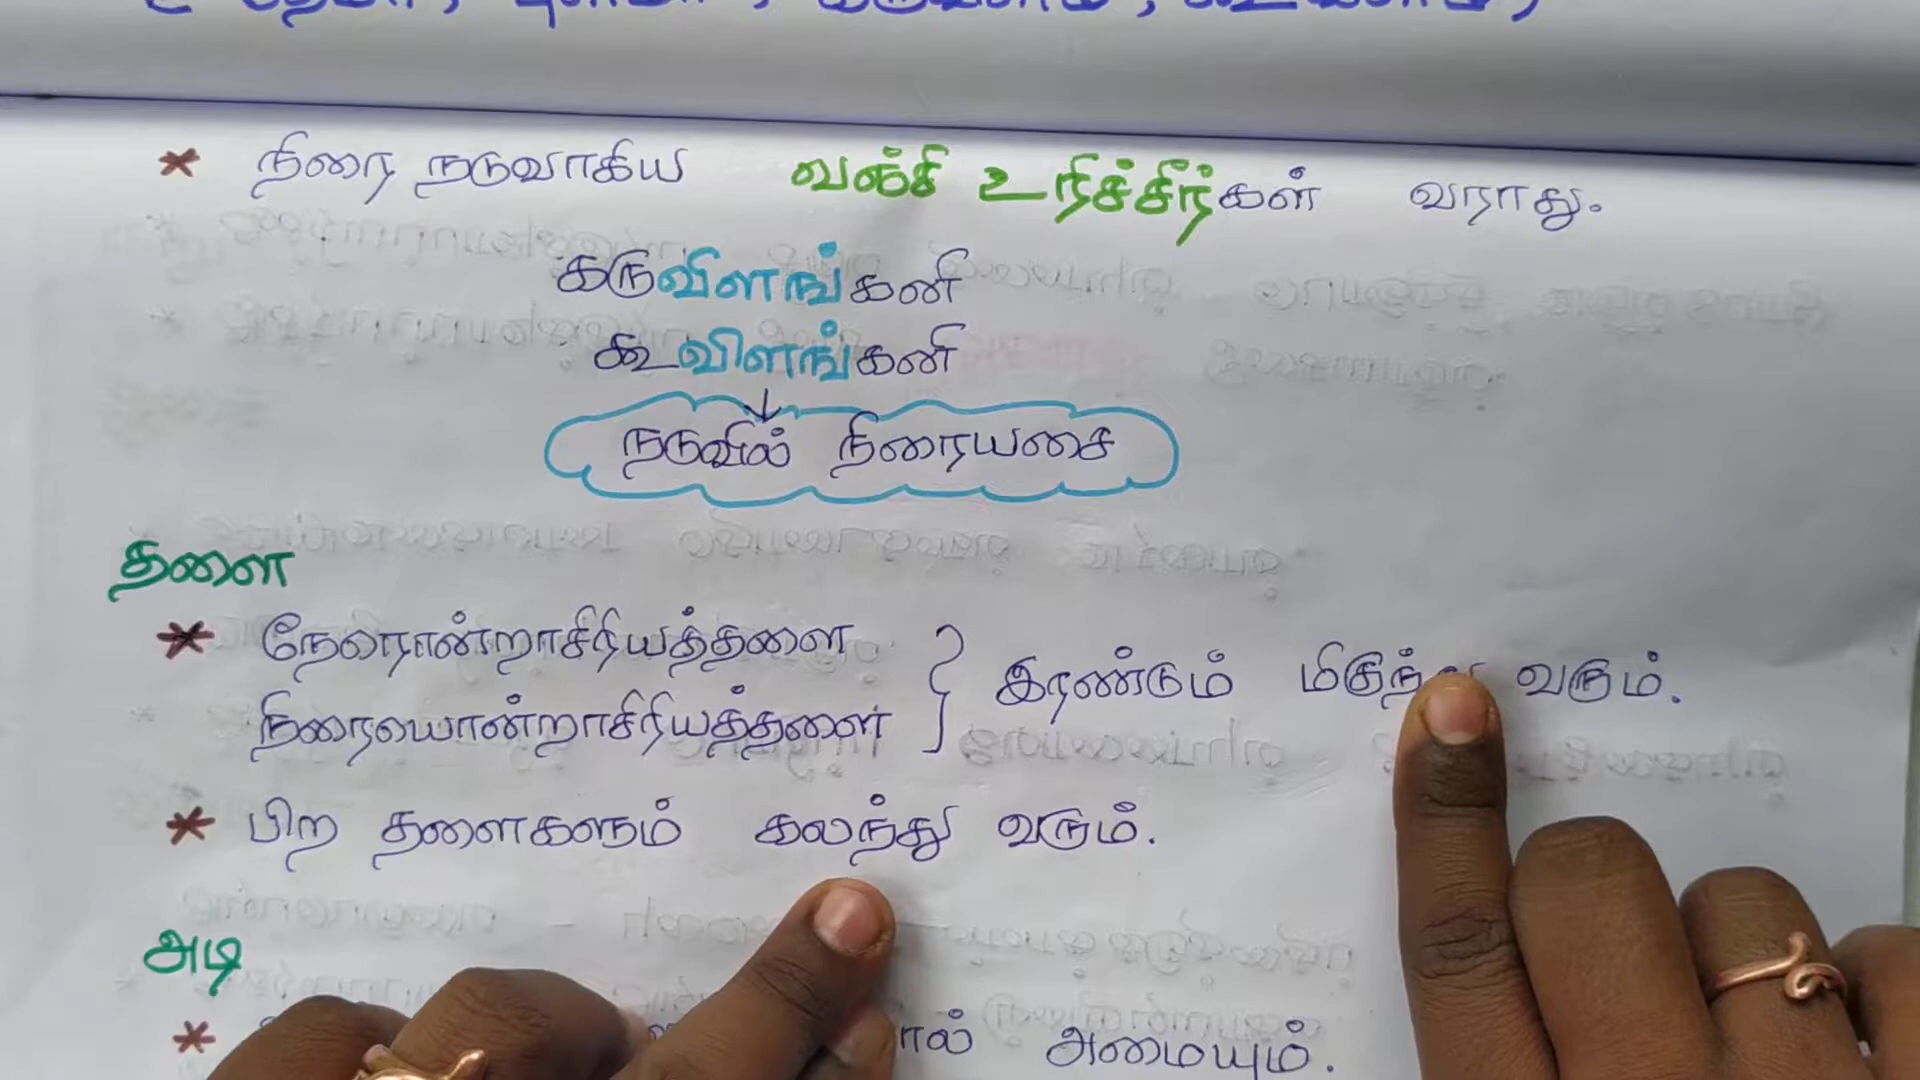 நிரை நடுவாகிய வஞ்சி உரிச்சீர்கள் வராது.
கருவிளங்கனி
கூவிளங்கனி
நடுவில் நிரையசை
தளை
நேரொன்றாசிரியத்தளை
நிரையொன்றாசிரியத்தளை
இரண்டும் மிகுந்து வரும்.
பிற தளைகளும் கலந்து வரும்.
அடி
அமையும்.